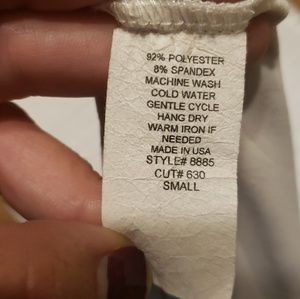 92% POLYESTER
8% SPANDEX
MACHINE WASH
COLD WATER
GENTLE CYCLE
HANG DRY
WARM IRON IF
NEEDED
MADE IN USA
STYLE# 8885
CUT# 630
SMALL